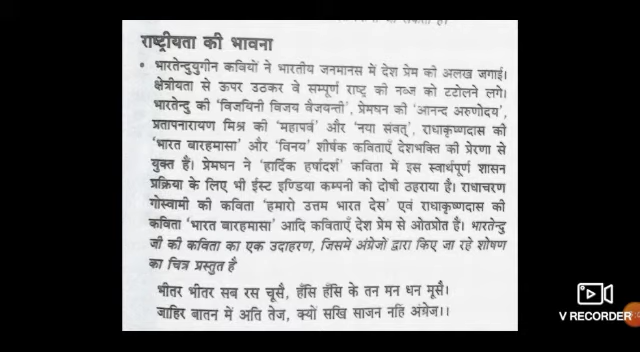 राष्ट्रीयता की भावना
• भारतेन्दुयुगीन कवियों ने भारतीय जनमानस में देश प्रेम की अलख जगाई।
क्षेत्रीयता से ऊपर उठकर वे सम्पूर्ण राष्ट्र की नब्ज को टटोलने लगे।
भारतेन्दु की 'विजयिनी विजय वैजयन्ती', प्रेमघन की 'आनन्द अरुणोदय',
प्रतापनारायण मिश्र की 'महापर्व' और 'नया संवत्', राधाकृष्णदास की
'भारत बारहमासा' और 'विनय' शीर्षक कविताएँ देशभक्ति की प्रेरणा से
युक्त हैं। प्रेमघन ने 'हार्दिक हर्षादर्श' कविता में इस स्वार्थपूर्ण शासन
प्रक्रिया के लिए भी ईस्ट इण्डिया कम्पनी को दोषी ठहराया है। राधाचरण
गोस्वामी की कविता 'हमारो उत्तम भारत देस' एवं राधाकृष्णदास की
कविता 'भारत बारहमासा' आदि कविताएँ देश प्रेम से ओतप्रोत हैं। भारतेन्दु
जी की कविता का एक उदाहरण, जिसमें अंग्रेजों द्वारा किए जा रहे शोषण
का चित्र प्रस्तुत है
भीतर भीतर सब रस चूसै, हँसि हँसि के तन मन धन मूसै।
जाहिर बातन में अति तेज, क्यों सखि साजन नहिं अंग्रेज।।
V RECORDER